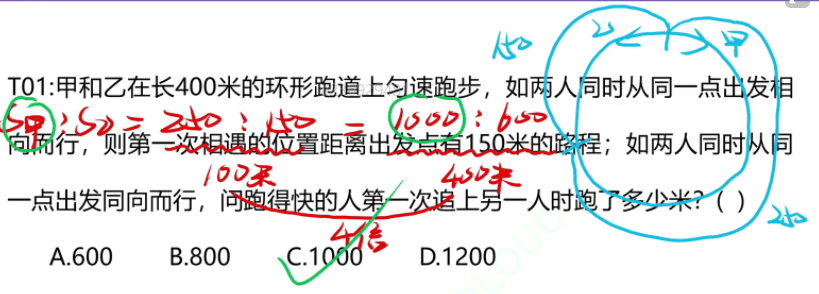 150 乙 甲
T01:甲和乙在长400米的环形跑道上匀速跑步，如两人同时从同一点出发相
S甲:S乙=250:150=1000:600
向而行，则第一次相遇的位置距离出发点有150米的路程；如两人同时从同
100米 400米
一点出发同向而行，问跑得快的人第一次追上另一人时跑了多少米?（ ）
250
4倍
A.600 B.800 C.1000 D.1200